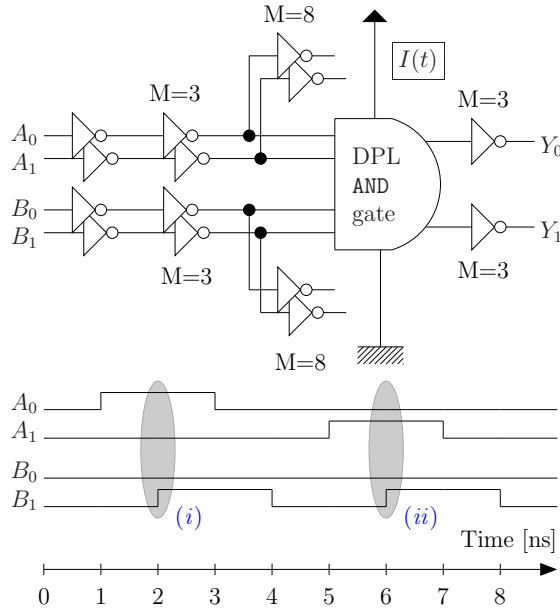 M=8
I(t)
M=3
M=3
A0
A1
Y0
DPL
AND
gate
B0
B1
Y1
M=3
M=3
M=8
A0
A1
B0
B1
(i)
(ii)
Time [ns]
0 1 2 3 4 5 6 7 8